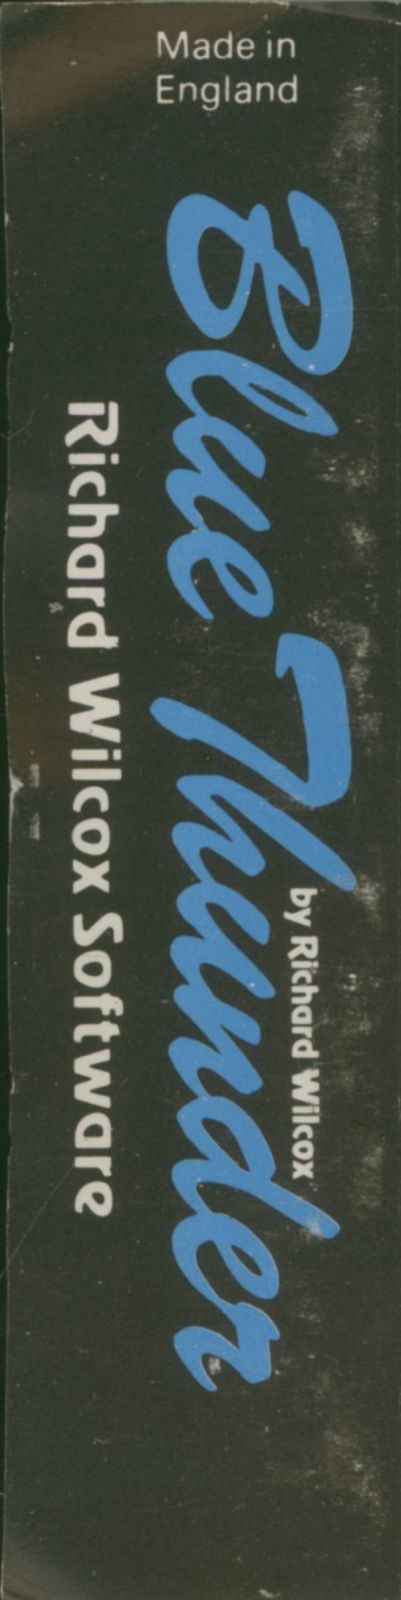 Made in
England
Blue Thunder
by Richard Wilcox
Richard Wilcox Software